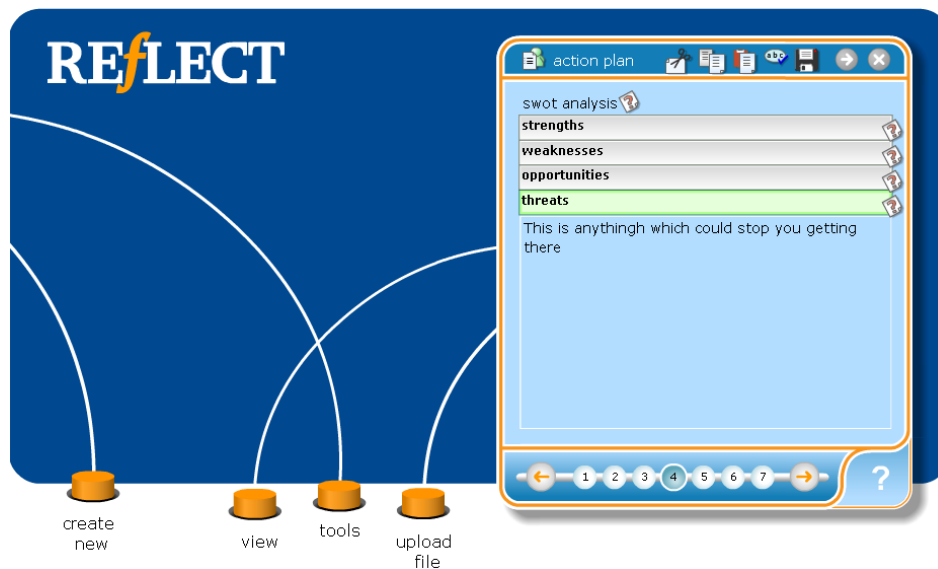 REfLECT
action plan
abc
swot analysis
strengths
weaknesses
opportunities
threats
This is anythingh which could stop you getting
there
1 2 3 4 5 6 7
?
create
new
view
tools
upload
file